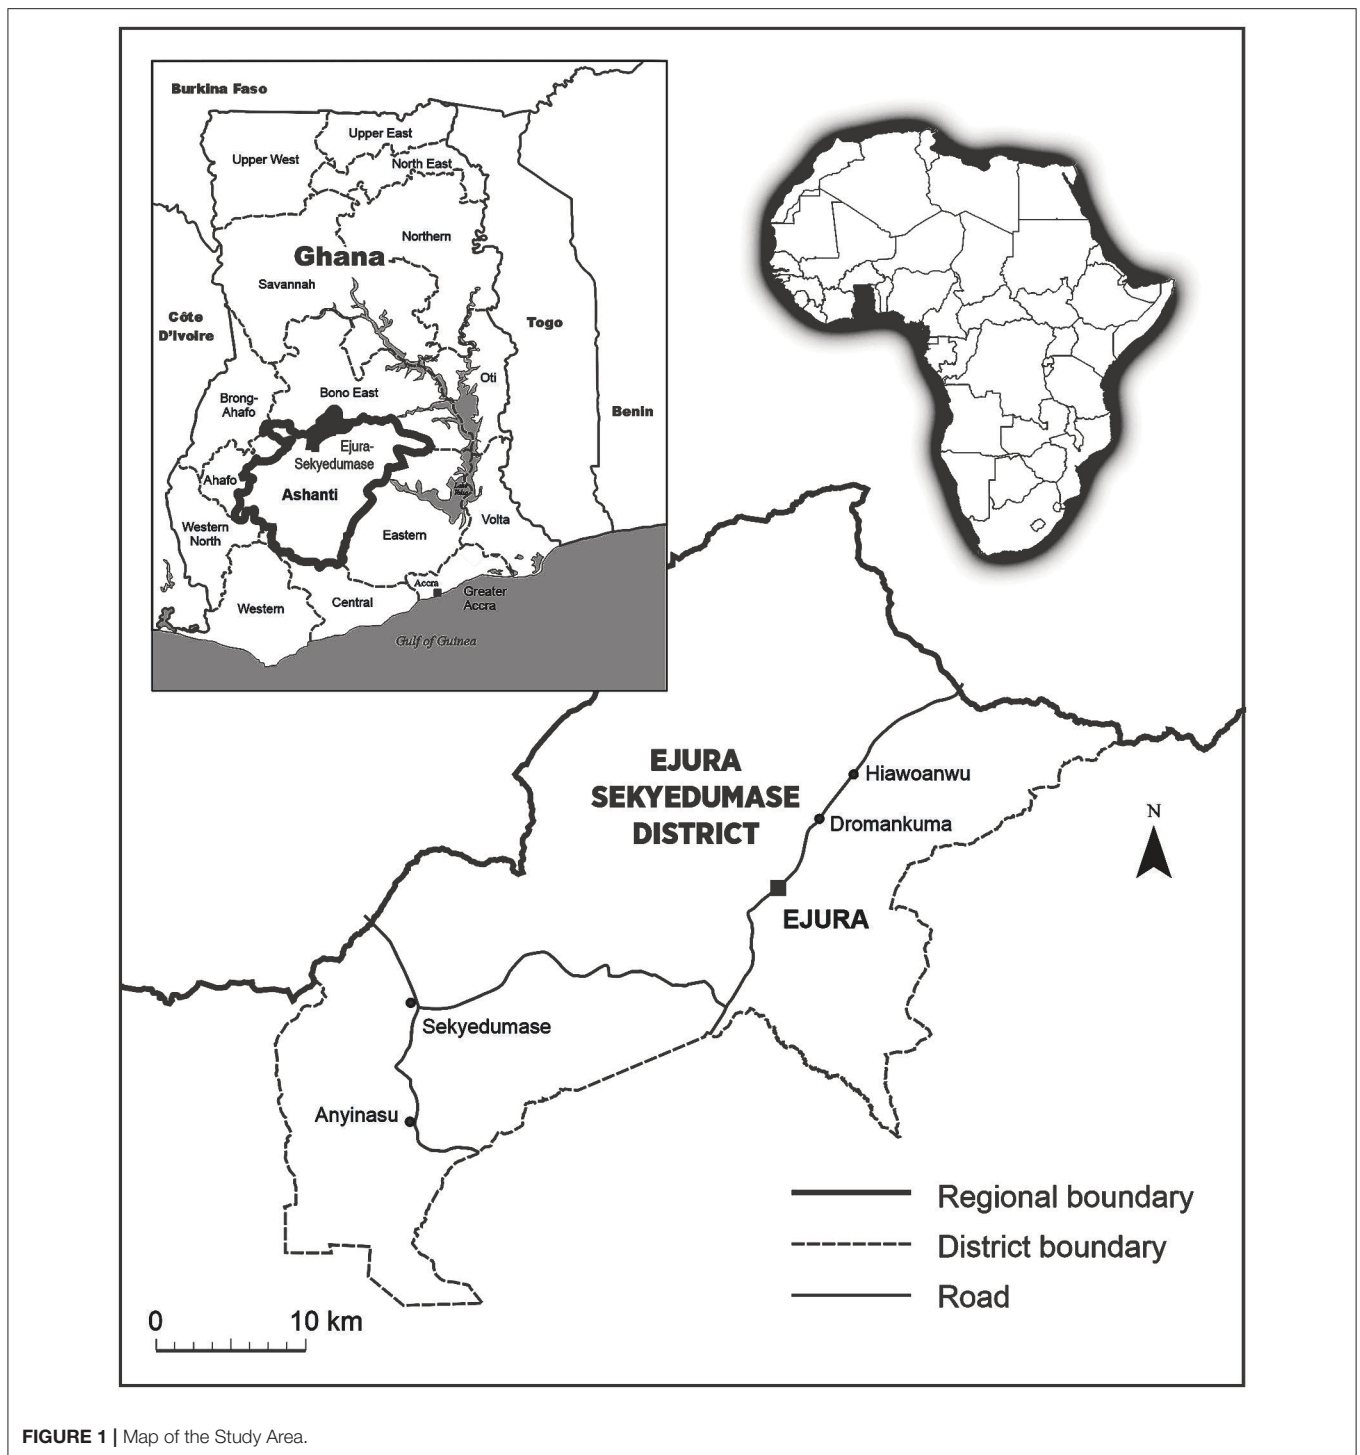 Burkina Faso
Upper East
Upper West
North East
Northern
Ghana
Savannah
Côte
D'Ivoire
Togo
Oti
Bono East
Brong-
Ahafo
Benin
Ejura-
Sekyedumase
Ahafo
Ashanti
Lake
Volta
Western
North
Eastern
Volta
Accra
Greater
Accra
Central
Western
Gulf of Guinea
EJURA
SEKYEDUMASE
DISTRICT
Hiawoanwu
Dromankuma
N
EJURA
Sekyedumase
Anyinasu
Regional boundary
District boundary
Road
0 10 km
FIGURE 1 | Map of the Study Area.